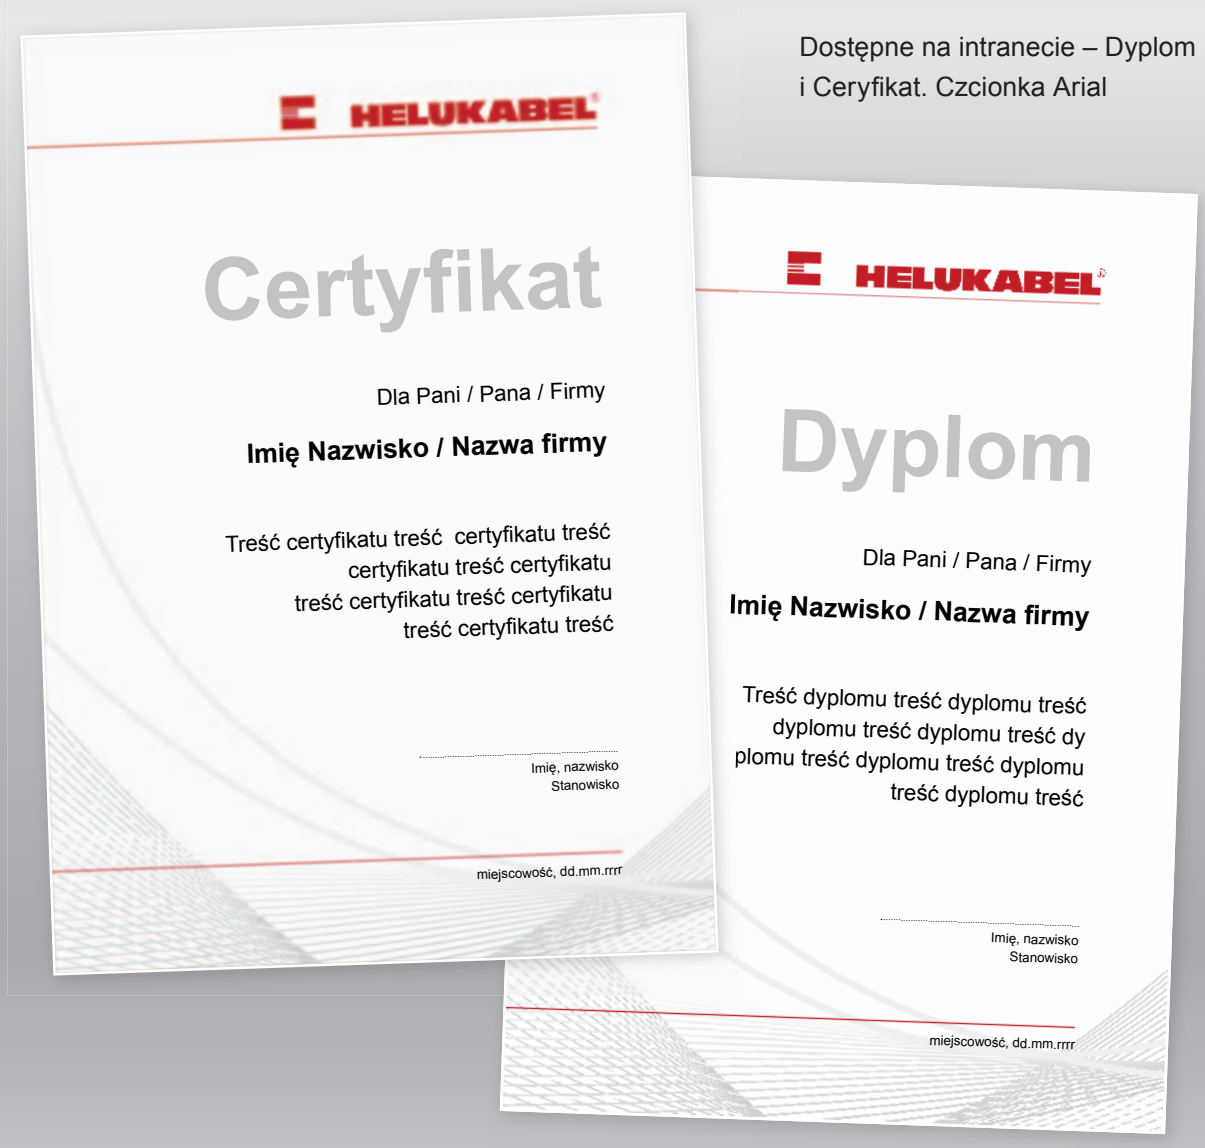 Dostępne na intranecie – Dyplom
i Ceryfikat. Czcionka Arial
HELUKABEL®
Certyfikat
Dla Pani / Pana / Firmy
Imię Nazwisko / Nazwa firmy
Treść certyfikatu treść  certyfikatu treść
certyfikatu treść certyfikatu
treść certyfikatu treść certyfikatu
treść certyfikatu treść
Imię, nazwisko
Stanowisko
miejscowość, dd.mm.rrrr
HELUKABEL®
Dyplom
Dla Pani / Pana / Firmy
Imię Nazwisko / Nazwa firmy
Treść dyplomu treść dyplomu treść
dyplomu treść dyplomu treść dy
plomu treść dyplomu treść dyplomu
treść dyplomu treść
Imię, nazwisko
Stanowisko
miejscowość, dd.mm.rrrr